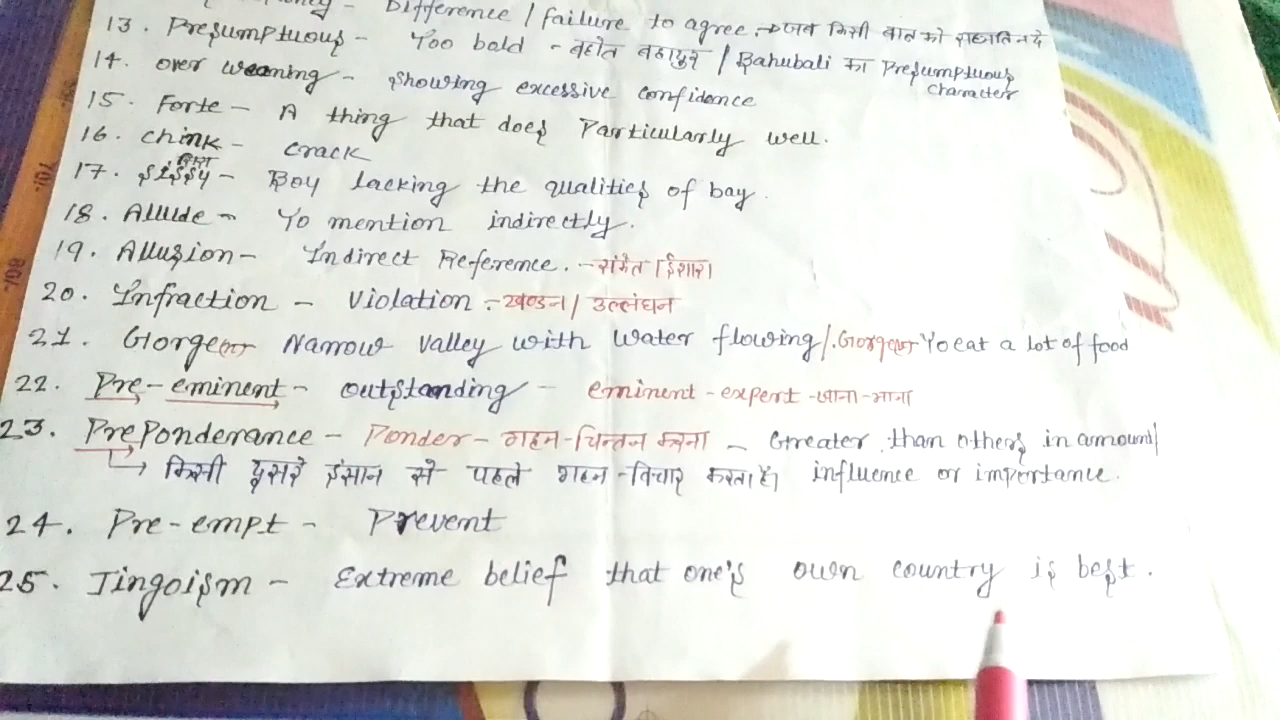 Difference / failure to agree. → जब किसी बात को सहमति न दे
13. Presumptuous - Too bold - बहोत बहादुर / Bahubali का Presumptuous
character
14. over weaning - showing excessive confidence
15. Forte - A thing that does Particularly well.
16. chink - crack
17. sissy - Boy lacking the qualities of boy.
18. Allude - To mention indirectly.
19. Allusion - Indirect Reference. - संकेत / ईशारा
20. Infraction - Violation - खण्डन / उल्लंघन
21. Gorge Narrow valley with water flowing / Gorge To eat a lot of food
22. Pre-eminent - outstanding - eminent - expert - जाना - माना
23. PrePonderance - Ponder - गहन - चिन्तन करना - Greater than others in amount/
→ किसी दूसरे इंसान से पहले गहन - विचार करता है। influence or importance.
24. Pre-empt - Prevent
25. Jingoism - Extreme belief that one's own country is best.